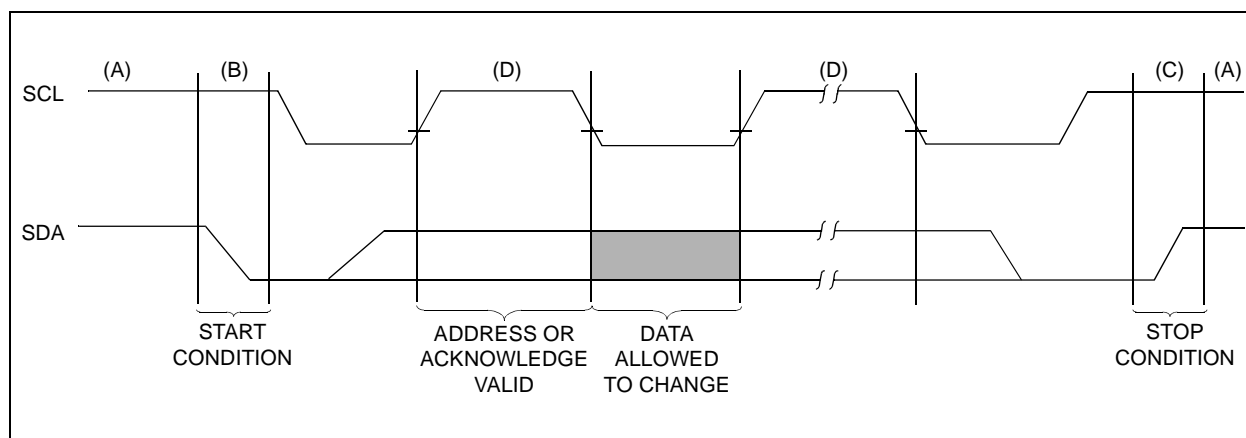 (A) (B) (D) (D) (C) (A)
SCL
SDA
START
CONDITION
ADDRESS OR
ACKNOWLEDGE
VALID
DATA
ALLOWED
TO CHANGE
STOP
CONDITION